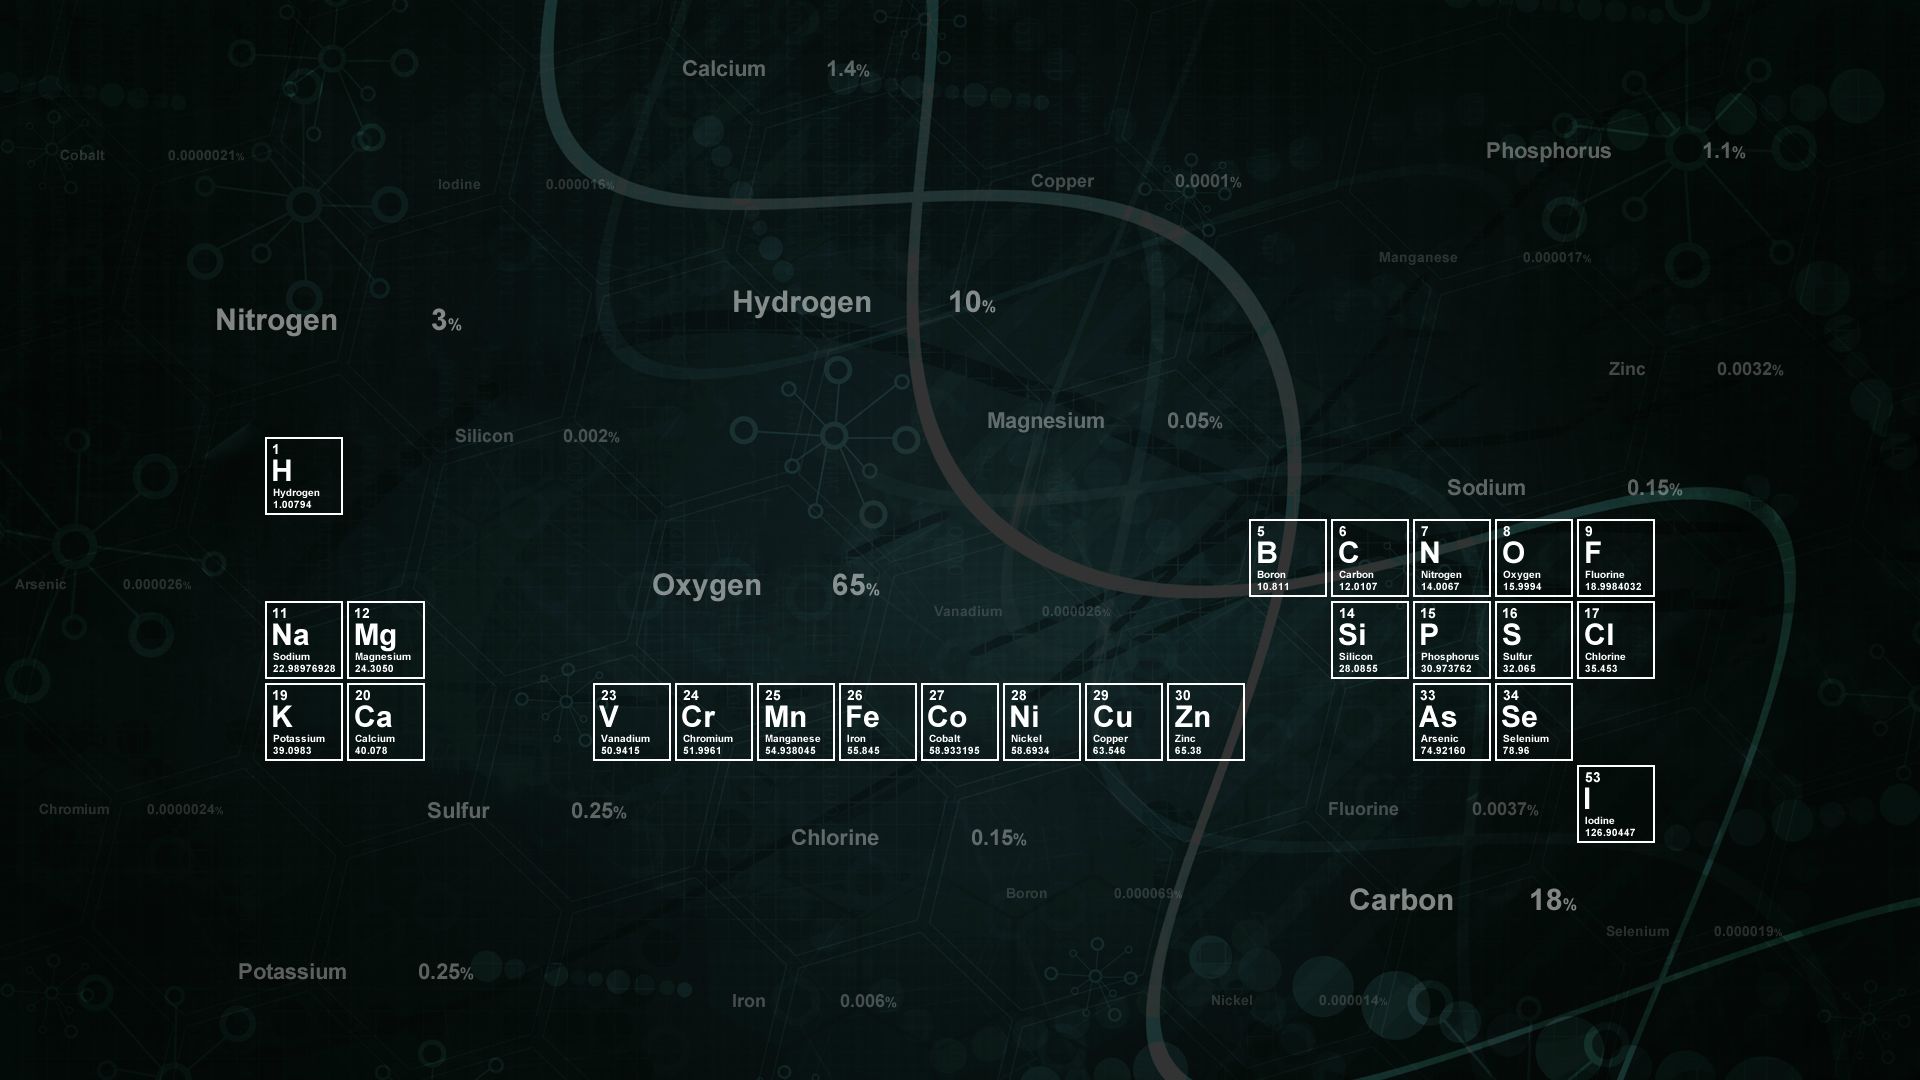 Calcium 1.4%
Phosphorus 1.1%
Cobalt 0.0000021%
Iodine 0.000016%
Copper 0.0001%
Manganese 0.000017%
Nitrogen 3%
Hydrogen 10%
Zinc 0.0032%
Silicon 0.002%
Magnesium 0.05%
Sodium 0.15%
1
H
Hydrogen
1.00794
5 6 7 8 9
B C N O F
Boron Carbon Nitrogen Oxygen Fluorine
10.811 12.0107 14.0067 15.9994 18.9984032
Arsenic 0.000026%
Oxygen 65%
Vanadium 0.000026%
11 12 14 15 16 17
Na Mg Si P S Cl
Sodium Magnesium Silicon Phosphorus Sulfur Chlorine
22.98976928 24.3050 28.0855 30.973762 32.065 35.453
19 20 23 24 25 26 27 28 29 30 33 34
K Ca V Cr Mn Fe Co Ni Cu Zn As Se
Potassium Calcium Vanadium Chromium Manganese Iron Cobalt Nickel Copper Zinc Arsenic Selenium
39.0983 40.078 50.9415 51.9961 54.938045 55.845 58.933195 58.6934 63.546 65.38 74.92160 78.96
53
I
Iodine
126.90447
Chromium 0.0000024%
Sulfur 0.25%
Chlorine 0.15%
Fluorine 0.0037%
Boron 0.000069%
Carbon 18%
Selenium 0.000019%
Potassium 0.25%
Iron 0.006%
Nickel 0.000014%